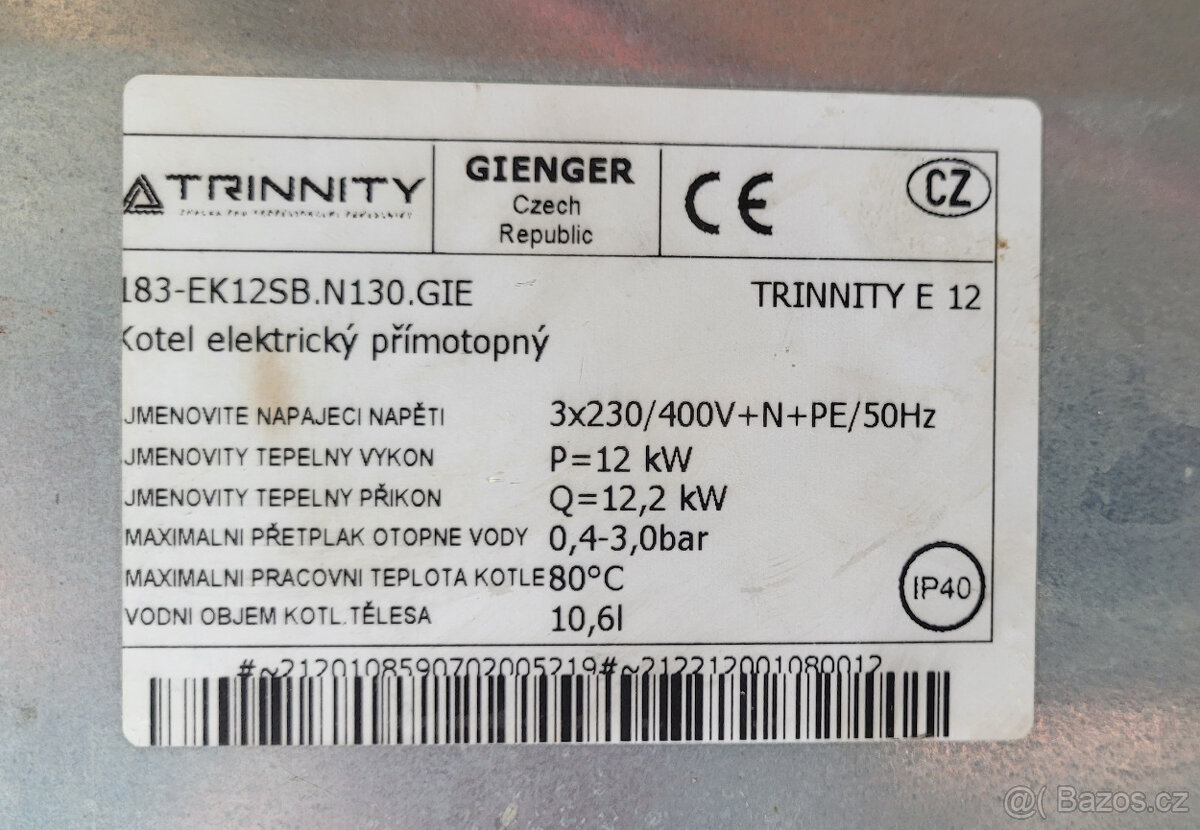 TRINNITY
GIENGER
Czech
Republic
CE
CZ
183-EK12SB.N130.GIE
TRINNITY E 12
Kotel elektrický přímotopný
JMENOVITE NAPAJECI NAPĚTI 3x230/400V+N+PE/50Hz
JMENOVITY TEPELNY VYKON P=12 kW
JMENOVITY TEPELNY PŘIKON Q=12,2 kW
MAXIMALNI PŘETPLAK OTOPNE VODY 0,4-3,0bar
MAXIMALNI PRACOVNI TEPLOTA KOTLE 80°C
VODNI OBJEM KOTL.TĚLESA 10,6l
IP40
#~2120108590702005219#~212212001080012
@( Bazos.cz